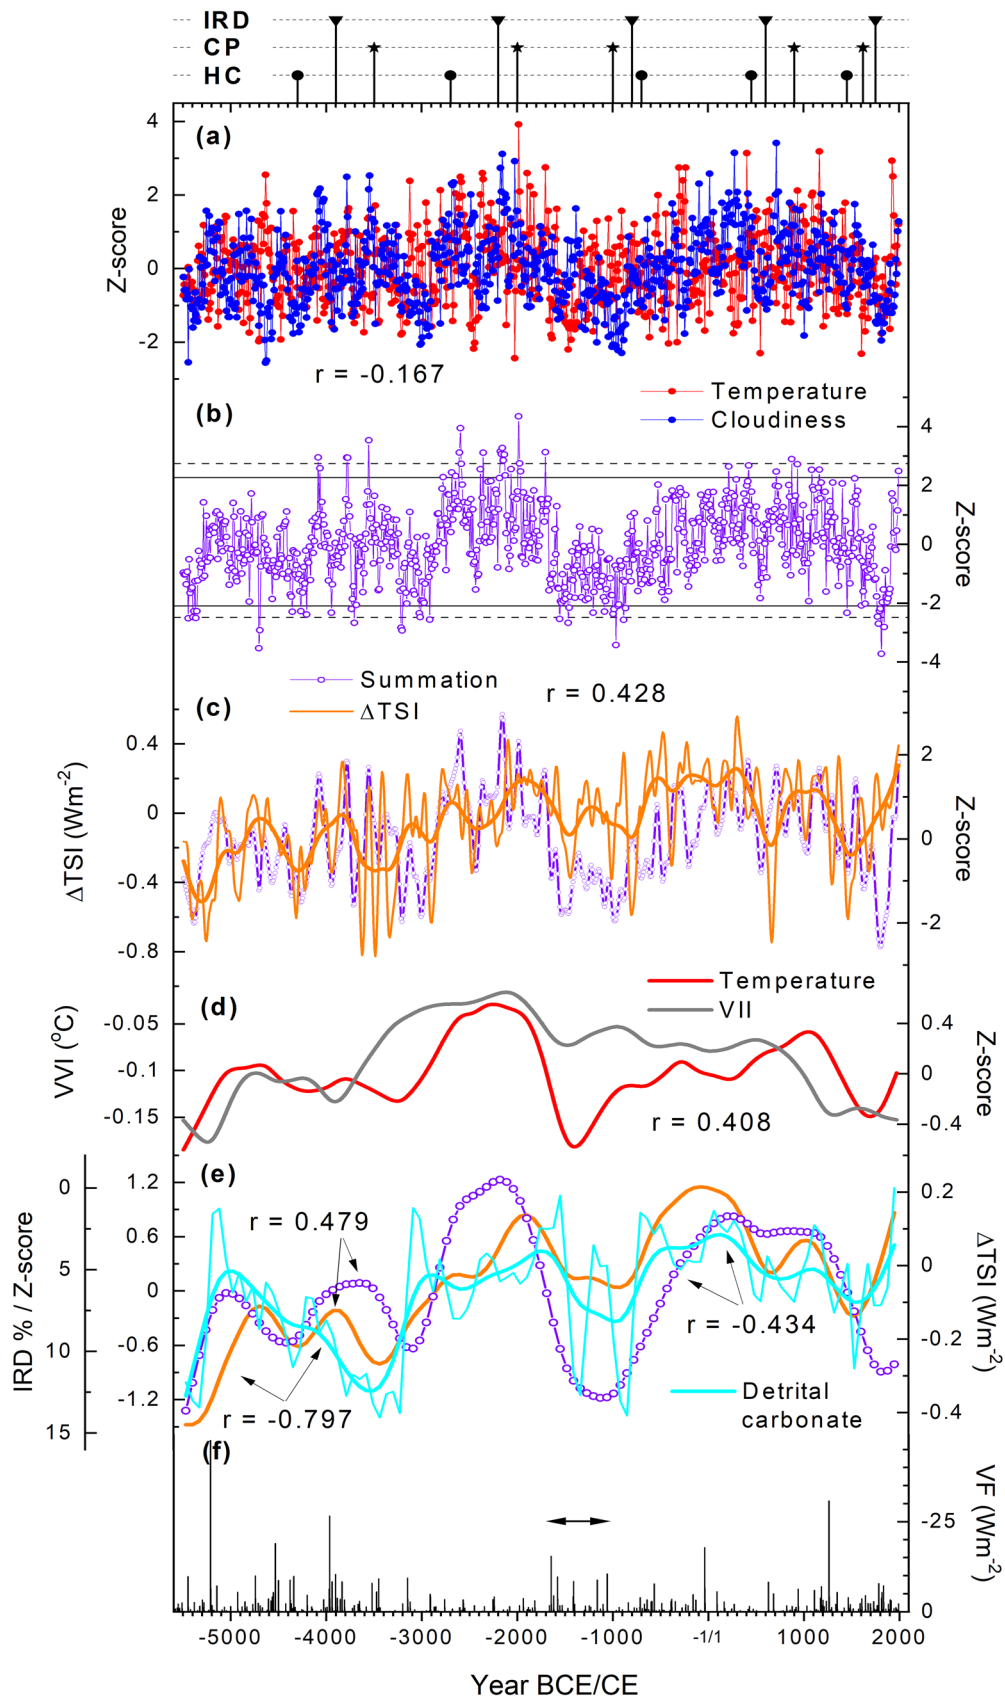 IRD
CP
HC
(a)
4
2
0
-2
Z-score
r = -0.167
Temperature
Cloudiness
(b)
4
2
0
-2
-4
Z-score
Summation
ΔTSI
r = 0.428
(c)
0.4
0
-0.4
-0.8
ΔTSI (Wm⁻²)
2
0
-2
Z-score
Temperature
VII
(d)
-0.05
-0.1
-0.15
VVI (°C)
0.4
0
-0.4
Z-score
r = 0.408
(e)
0
5
10
15
IRD % / Z-score
1.2
0.6
0
-0.6
-1.2
0.2
0
-0.2
-0.4
ΔTSI (Wm⁻²)
r = 0.479
r = -0.434
r = -0.797
Detrital
carbonate
(f)
-25
0
VF (Wm⁻²)
-5000 -4000 -3000 -2000 -1000 -1/1 1000 2000
Year BCE/CE